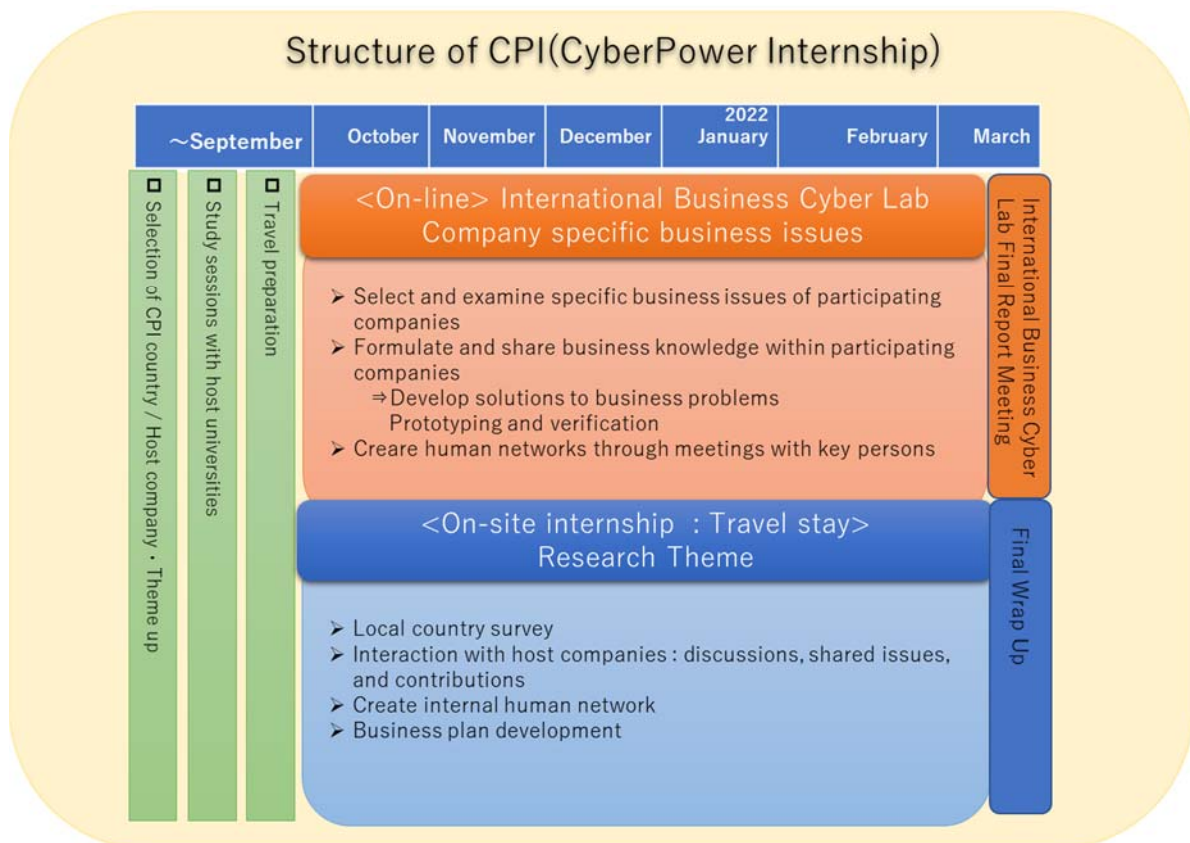 Structure of CPI(CyberPower Internship)
～September
October
November
December
2022
January
February
March
□ Selection of CPI country / Host company・Theme up
□ Study sessions with host universities
□ Travel preparation
<On-line> International Business Cyber Lab
Company specific business issues
➢ Select and examine specific business issues of participating
companies
➢ Formulate and share business knowledge within participating
companies
⇒Develop solutions to business problems
Prototyping and verification
➢ Creare human networks through meetings with key persons
International Business Cyber
Lab Final Report Meeting
<On-site internship : Travel stay>
Research Theme
➢ Local country survey
➢ Interaction with host companies : discussions, shared issues,
and contributions
➢ Create internal human network
➢ Business plan development
Final Wrap Up